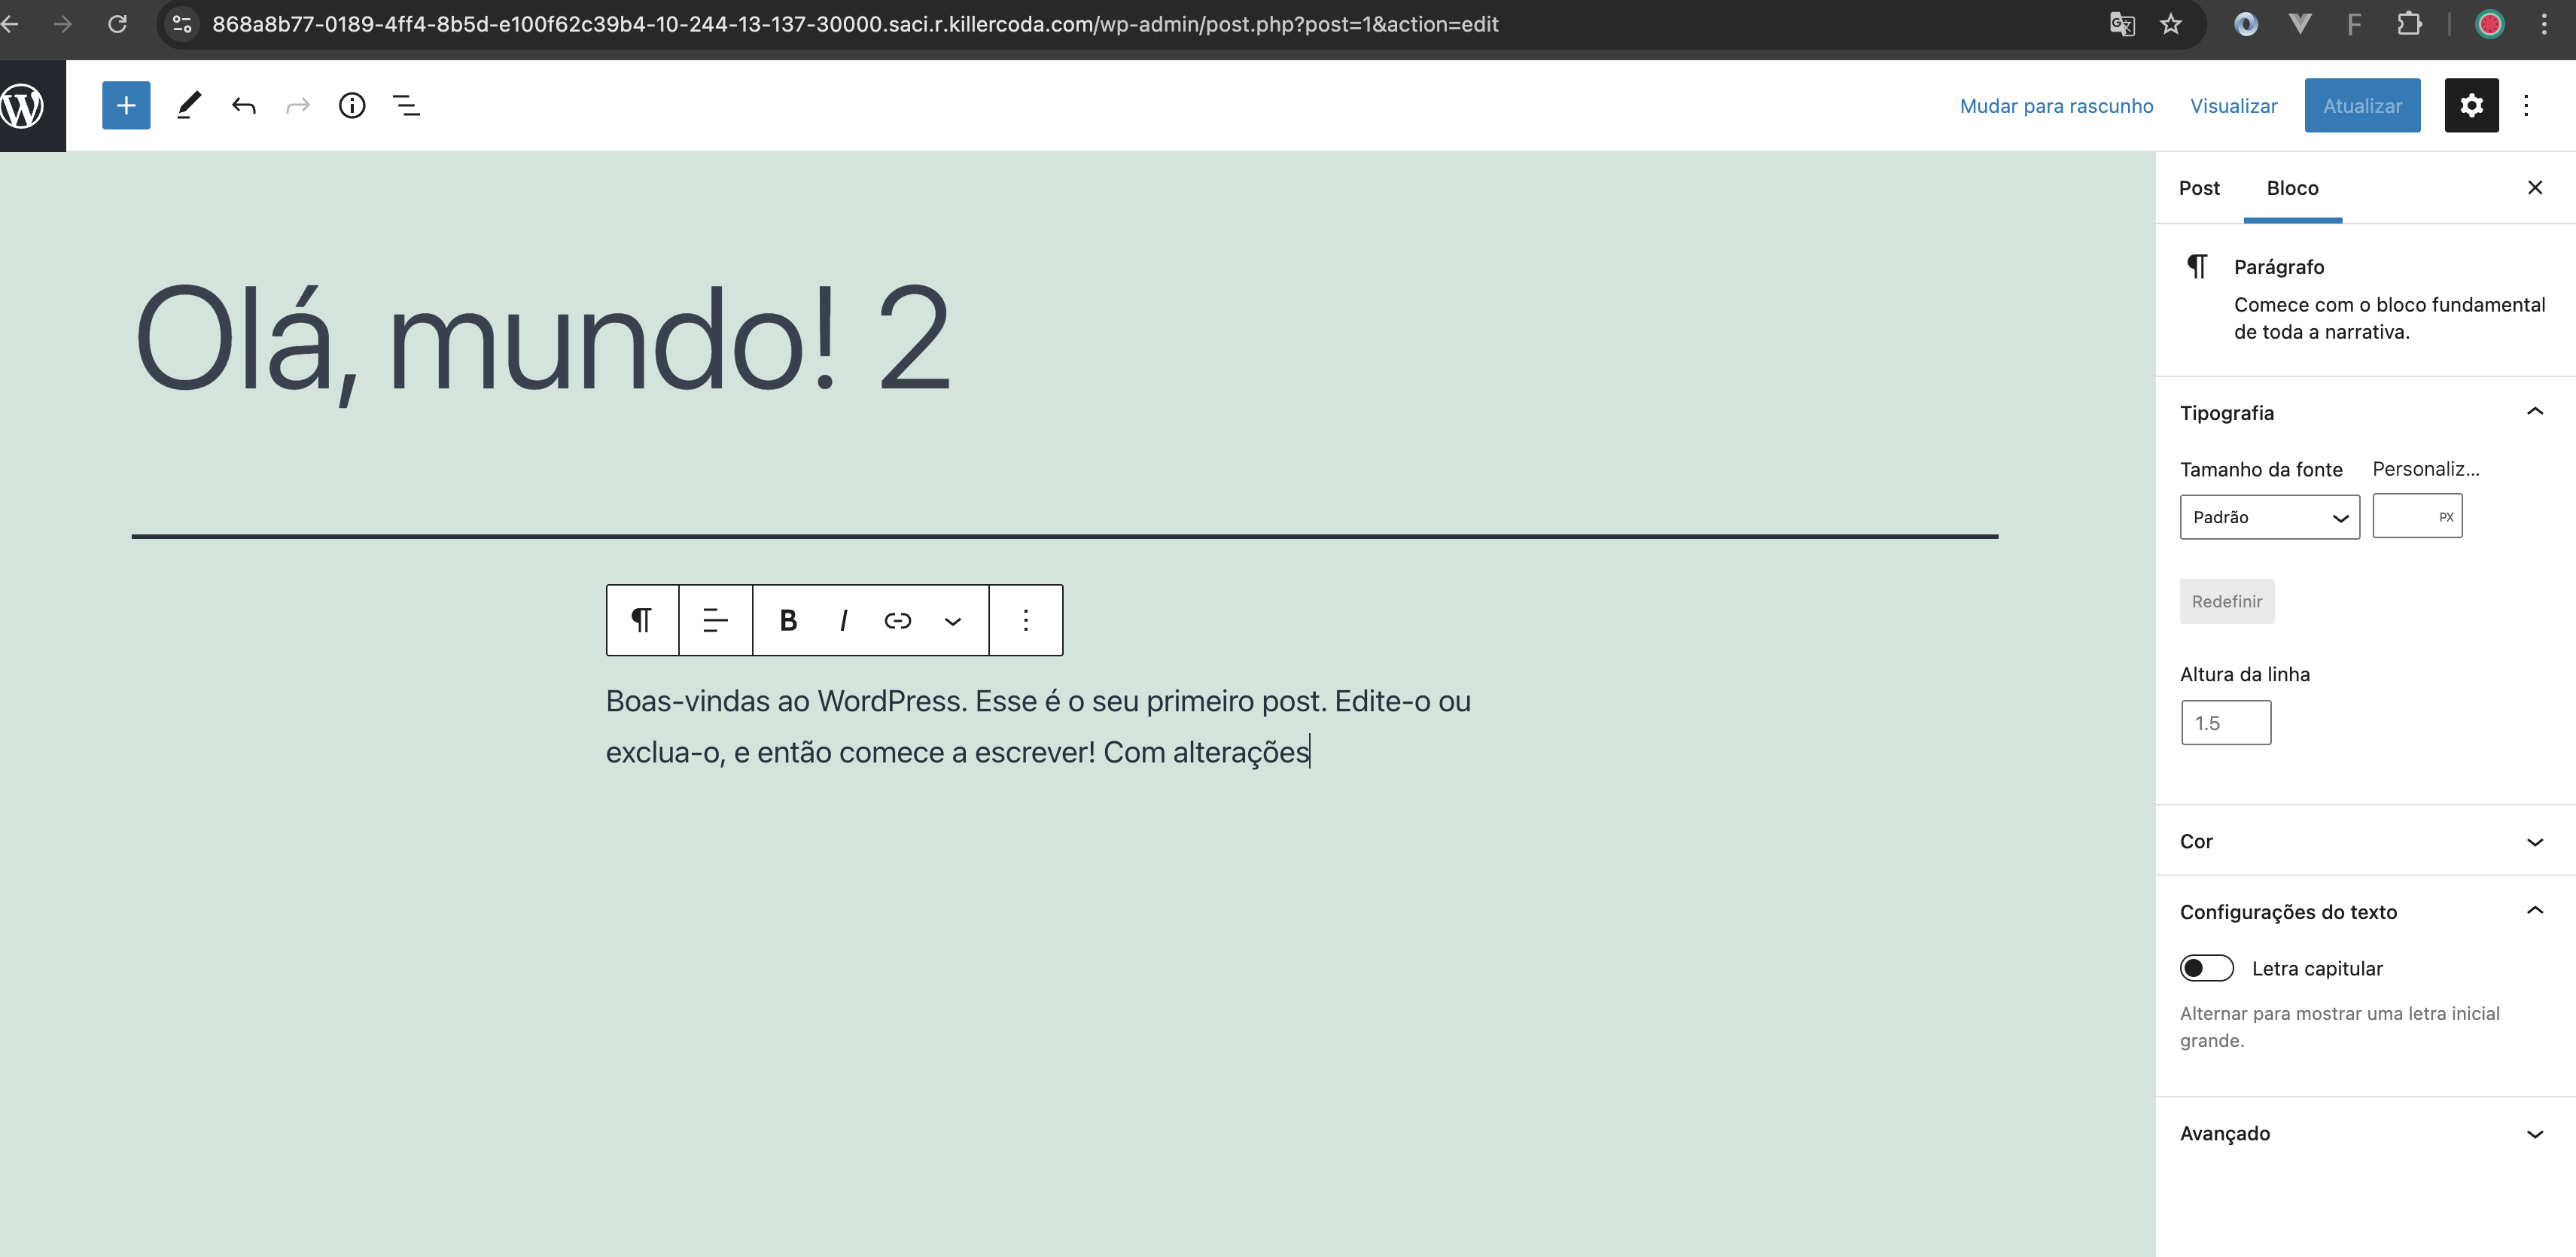 868a8b77-0189-4ff4-8b5d-e100f62c39b4-10-244-13-137-30000.saci.r.killercoda.com/wp-admin/post.php?post=1&action=edit
Mudar para rascunho Visualizar Atualizar
Post Bloco
Olá, mundo! 2
B I
Boas-vindas ao WordPress. Esse é o seu primeiro post. Edite-o ou
exclua-o, e então comece a escrever! Com alterações
Parágrafo
Comece com o bloco fundamental
de toda a narrativa.
Tipografia
Tamanho da fonte Personaliz...
Padrão PX
Redefinir
Altura da linha
1.5
Cor
Configurações do texto
Letra capitular
Alternar para mostrar uma letra inicial
grande.
Avançado